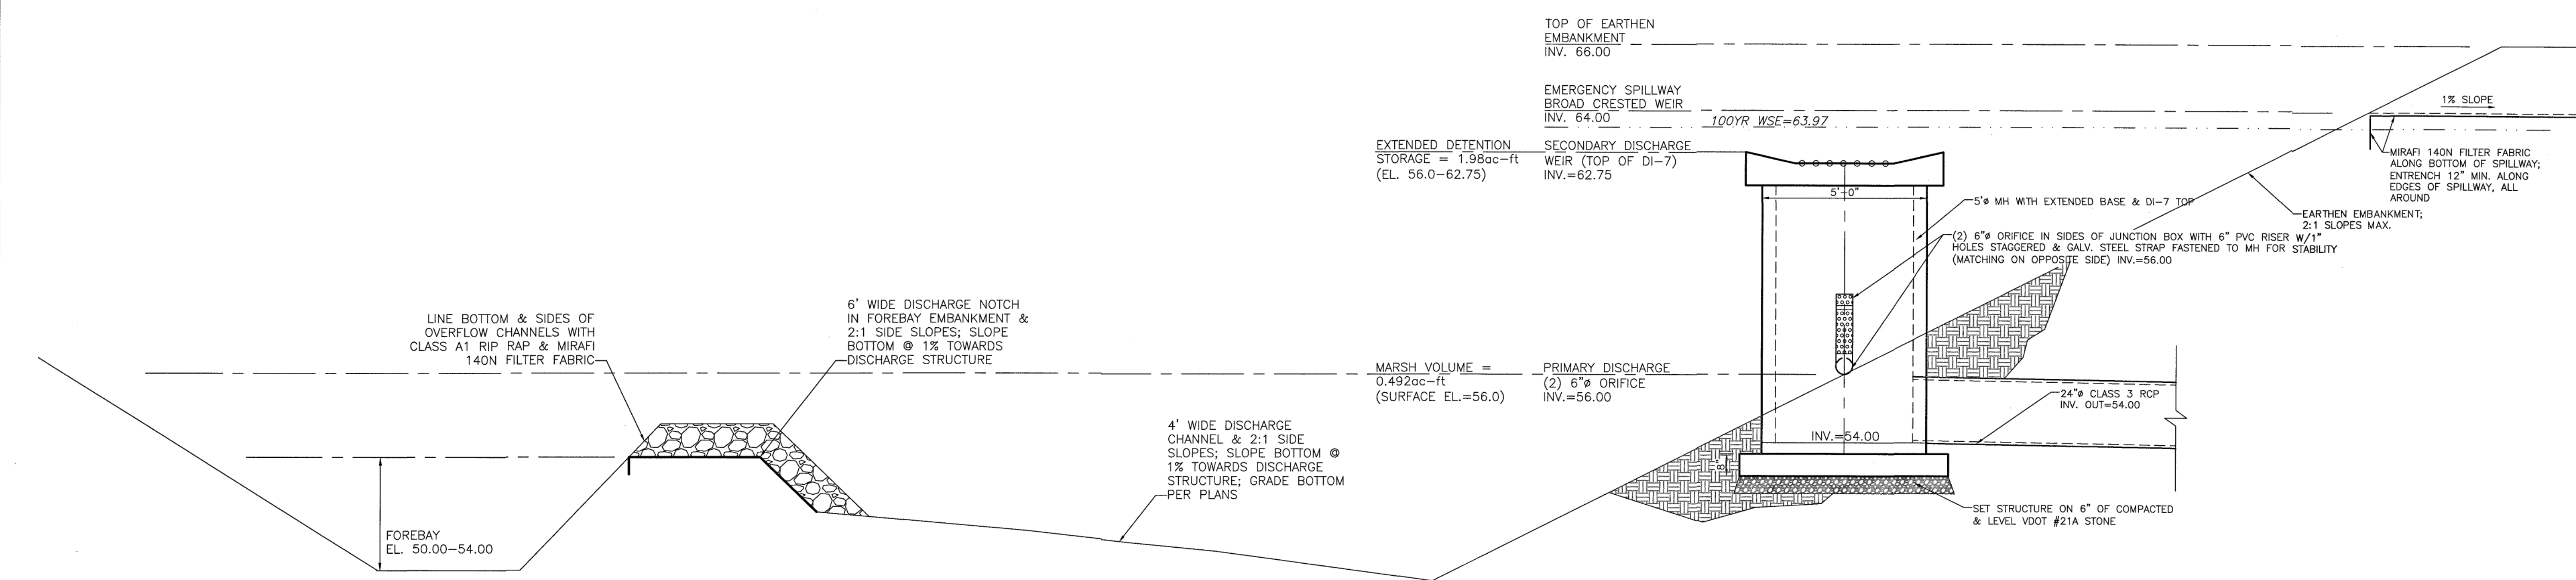 TOP OF EARTHEN
EMBANKMENT
INV. 66.00
EMERGENCY SPILLWAY
BROAD CRESTED WEIR
INV. 64.00
100YR WSE=63.97
1% SLOPE
EXTENDED DETENTION
STORAGE = 1.98ac-ft
(EL. 56.0-62.75)
SECONDARY DISCHARGE
WEIR (TOP OF DI-7)
INV.=62.75
MIRAFI 140N FILTER FABRIC
ALONG BOTTOM OF SPILLWAY;
ENTRENCH 12" MIN. ALONG
EDGES OF SPILLWAY, ALL
AROUND
5'-0"
5'ø MH WITH EXTENDED BASE & DI-7 TOP
EARTHEN EMBANKMENT;
2:1 SLOPES MAX.
(2) 6"ø ORIFICE IN SIDES OF JUNCTION BOX WITH 6" PVC RISER W/1"
HOLES STAGGERED & GALV. STEEL STRAP FASTENED TO MH FOR STABILITY
(MATCHING ON OPPOSITE SIDE) INV.=56.00
LINE BOTTOM & SIDES OF
OVERFLOW CHANNELS WITH
CLASS A1 RIP RAP & MIRAFI
140N FILTER FABRIC
6' WIDE DISCHARGE NOTCH
IN FOREBAY EMBANKMENT &
2:1 SIDE SLOPES; SLOPE
BOTTOM @ 1% TOWARDS
DISCHARGE STRUCTURE
MARSH VOLUME =
0.492ac-ft
(SURFACE EL.=56.0)
PRIMARY DISCHARGE
(2) 6"ø ORIFICE
INV.=56.00
24"ø CLASS 3 RCP
INV. OUT=54.00
4' WIDE DISCHARGE
CHANNEL & 2:1 SIDE
SLOPES; SLOPE BOTTOM @
1% TOWARDS DISCHARGE
STRUCTURE; GRADE BOTTOM
PER PLANS
INV.=54.00
8"
SET STRUCTURE ON 6" OF COMPACTED
& LEVEL VDOT #21A STONE
FOREBAY
EL. 50.00-54.00